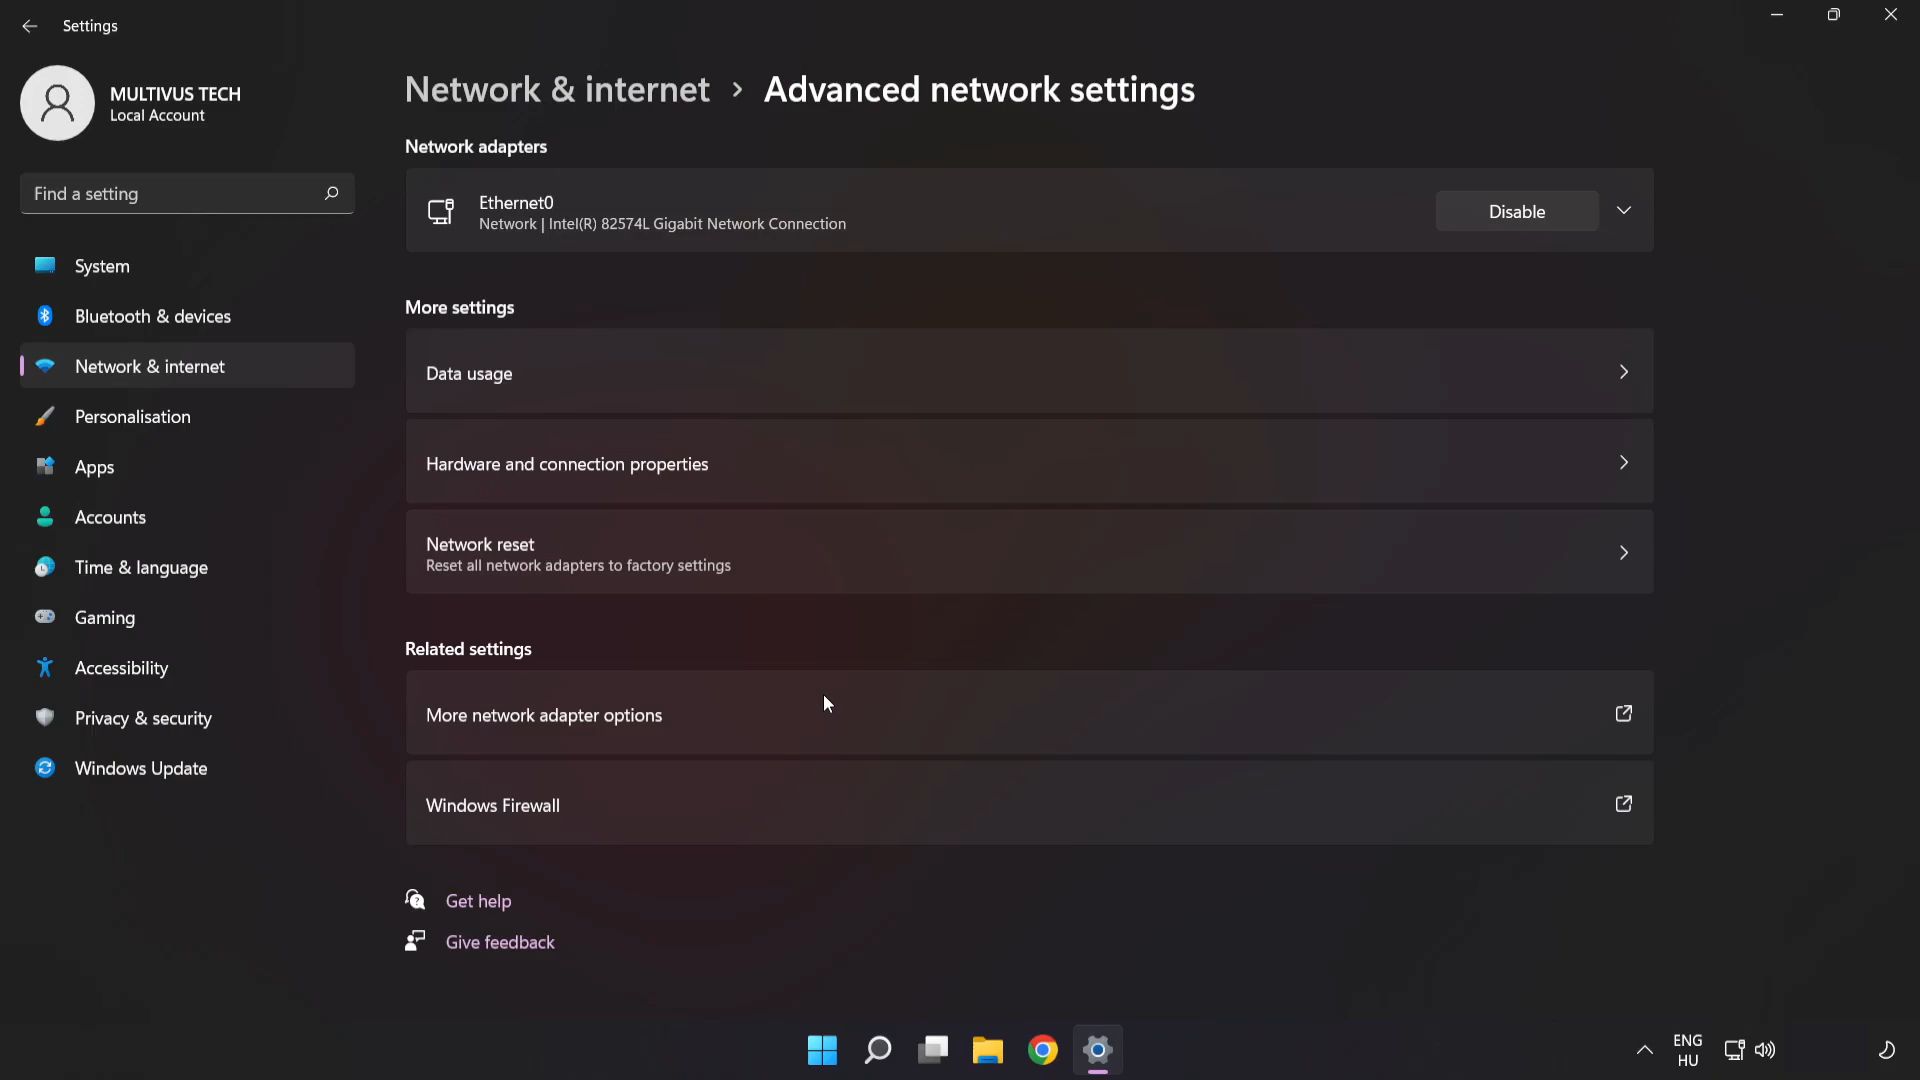 Settings
MULTIVUS TECH
Local Account
Find a setting
System
Bluetooth & devices
Network & internet
Personalisation
Apps
Accounts
Time & language
Gaming
Accessibility
Privacy & security
Windows Update
Network & internet > Advanced network settings
Network adapters
Ethernet0
Network | Intel(R) 82574L Gigabit Network Connection
Disable
More settings
Data usage
Hardware and connection properties
Network reset
Reset all network adapters to factory settings
Related settings
More network adapter options
Windows Firewall
Get help
Give feedback
ENG
HU